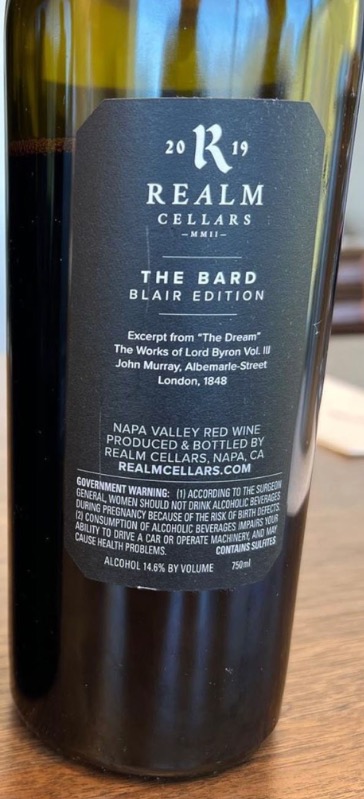 20 R 19
REALM
CELLARS
–MMII–
THE BARD
BLAIR EDITION
Excerpt from "The Dream"
The Works of Lord Byron Vol. III
John Murray, Albemarle-Street
London, 1848
NAPA VALLEY RED WINE
PRODUCED & BOTTLED BY
REALM CELLARS, NAPA, CA
REALMCELLARS.COM
GOVERNMENT WARNING: (1) ACCORDING TO THE SURGEON
GENERAL, WOMEN SHOULD NOT DRINK ALCOHOLIC BEVERAGES
DURING PREGNANCY BECAUSE OF THE RISK OF BIRTH DEFECTS.
(2) CONSUMPTION OF ALCOHOLIC BEVERAGES IMPAIRS YOUR
ABILITY TO DRIVE A CAR OR OPERATE MACHINERY, AND MAY
CAUSE HEALTH PROBLEMS. CONTAINS SULFITES
ALCOHOL 14.6% BY VOLUME 750ml